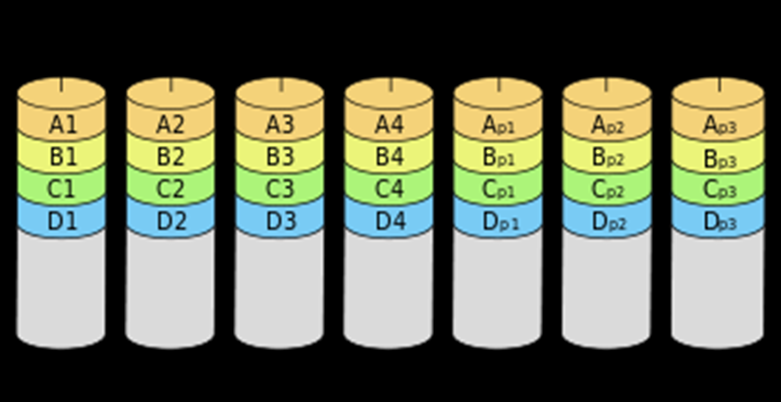 A1 A2 A3 A4 Ap1 Ap2 Ap3
B1 B2 B3 B4 Bp1 Bp2 Bp3
C1 C2 C3 C4 Cp1 Cp2 Cp3
D1 D2 D3 D4 Dp1 Dp2 Dp3